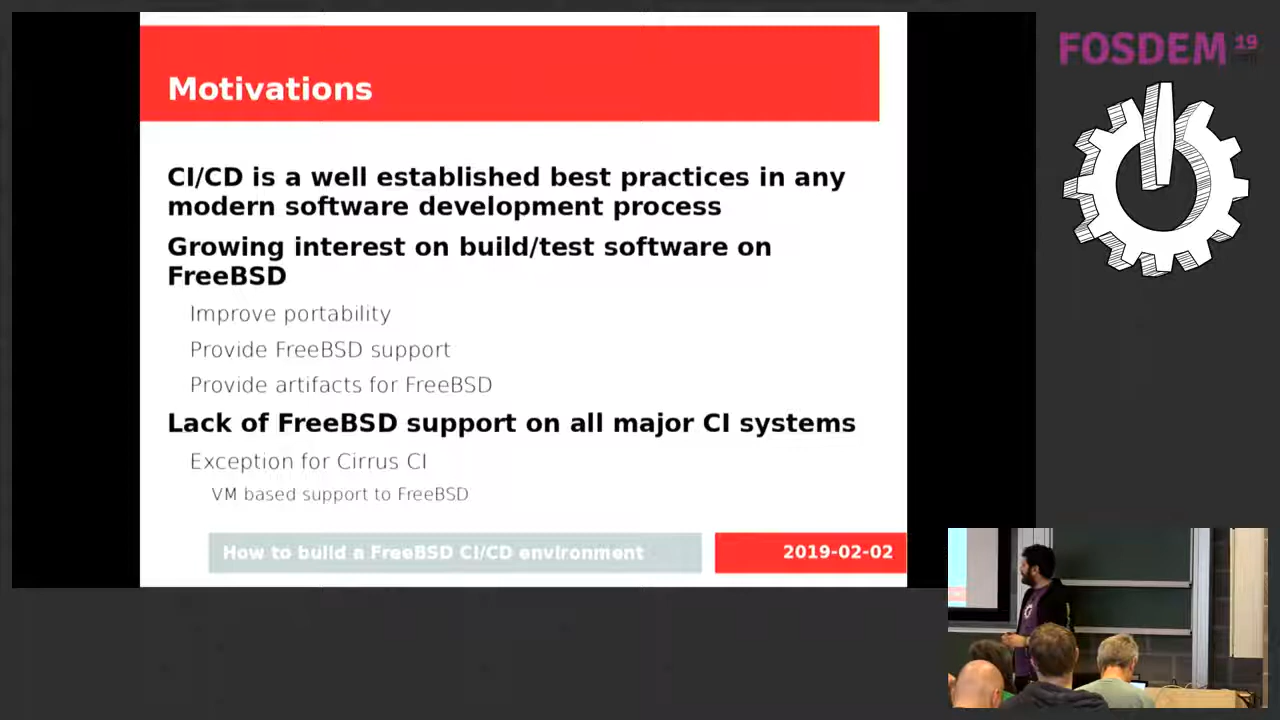 Motivations
CI/CD is a well established best practices in any
modern software development process
Growing interest on build/test software on
FreeBSD
Improve portability
Provide FreeBSD support
Provide artifacts for FreeBSD
Lack of FreeBSD support on all major CI systems
Exception for Cirrus CI
VM based support to FreeBSD
How to build a FreeBSD CI/CD environment
2019-02-02
FOSDEM 19